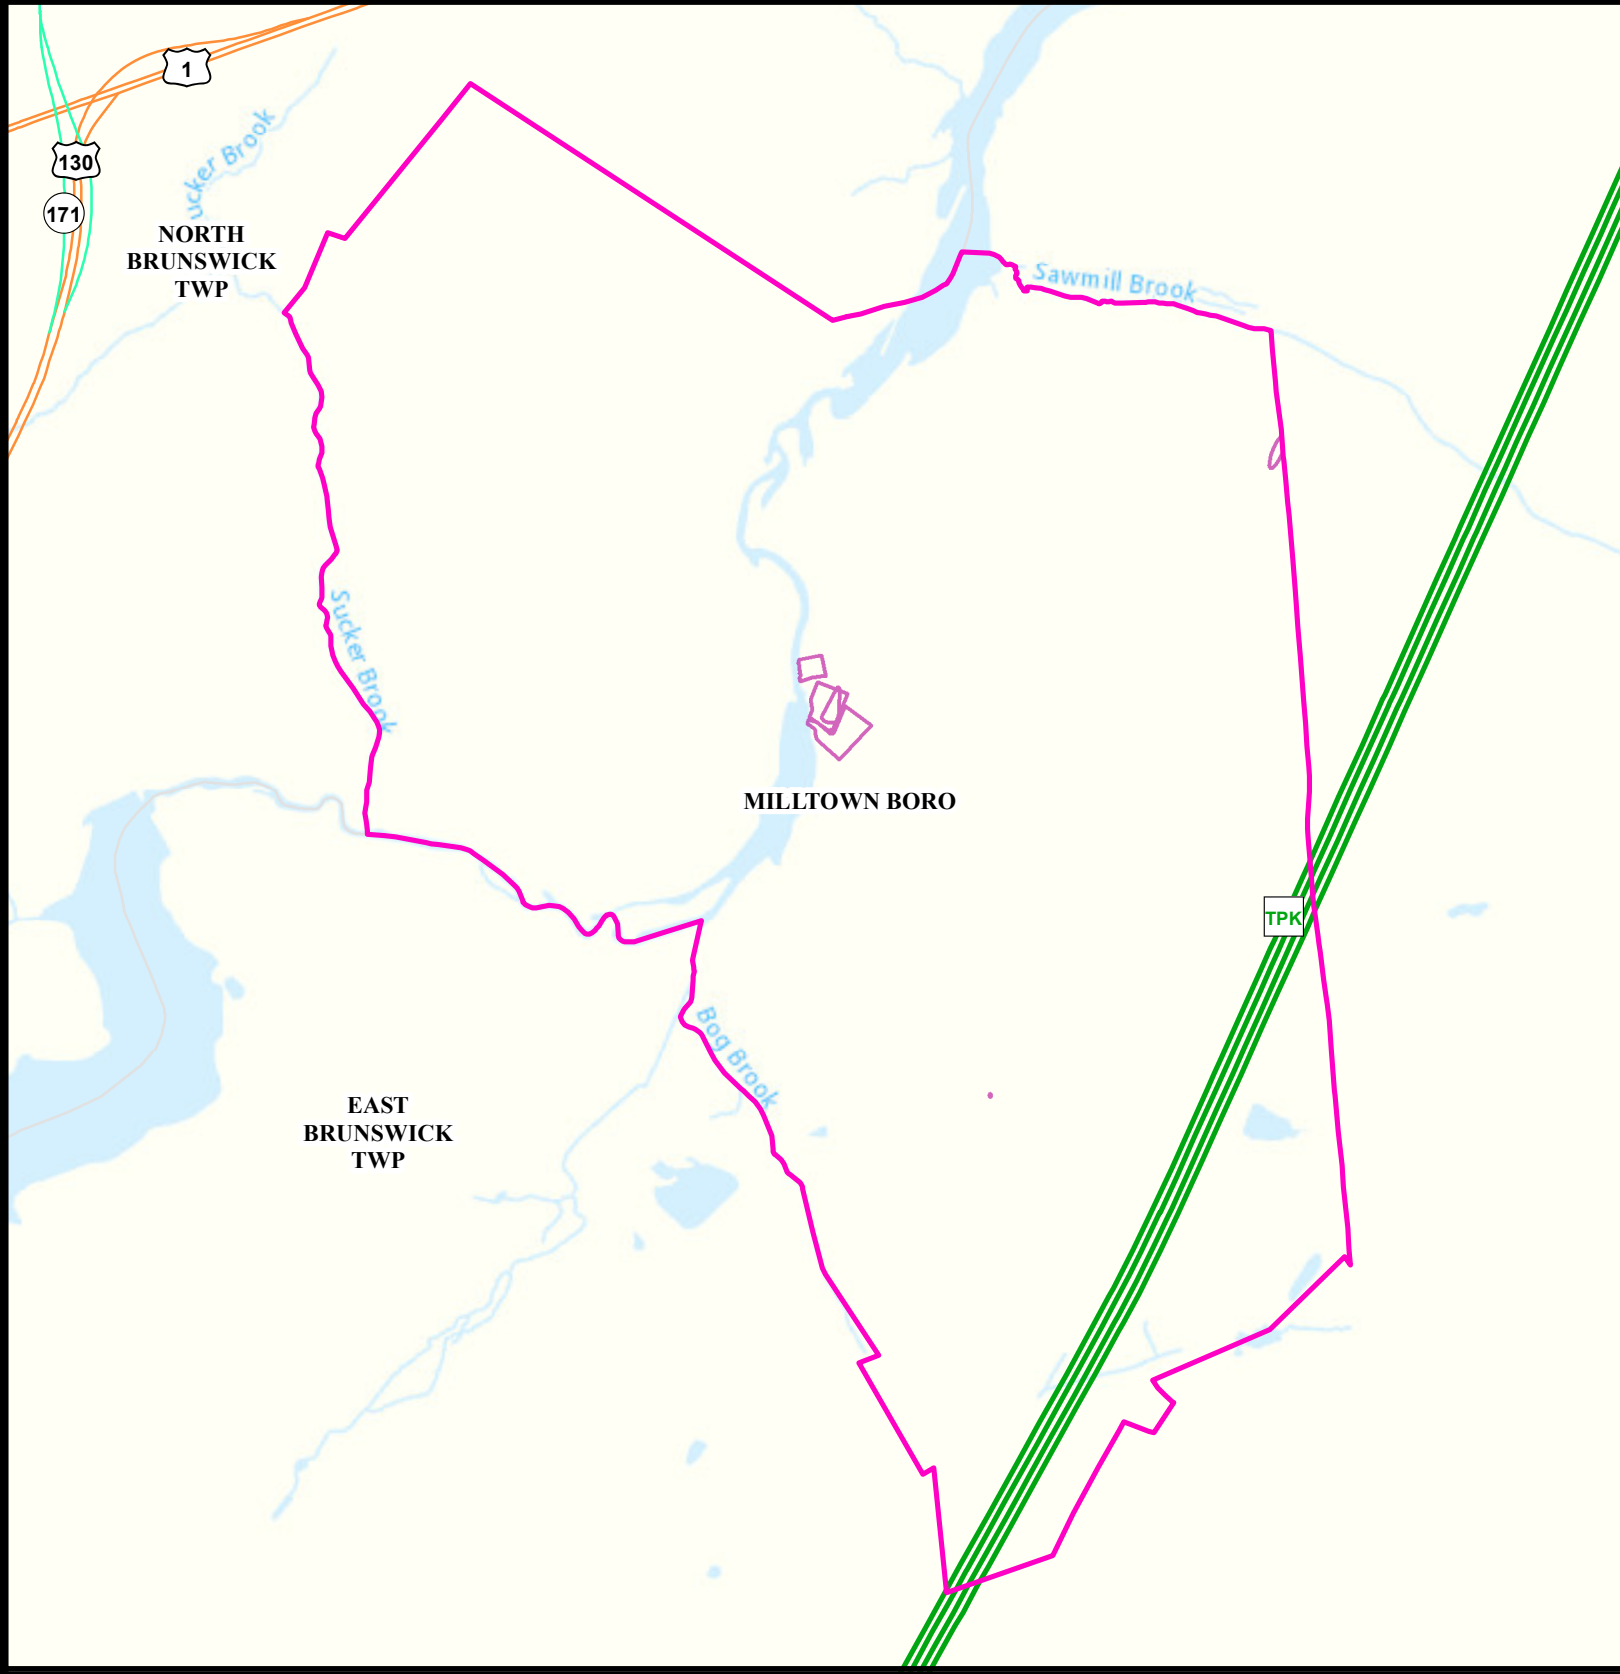 1
130
171
ucker Brook
NORTH
BRUNSWICK
TWP
Sawmill Brook
Sucker Brook
MILLTOWN BORO
TPK
Bog Brook
EAST
BRUNSWICK
TWP